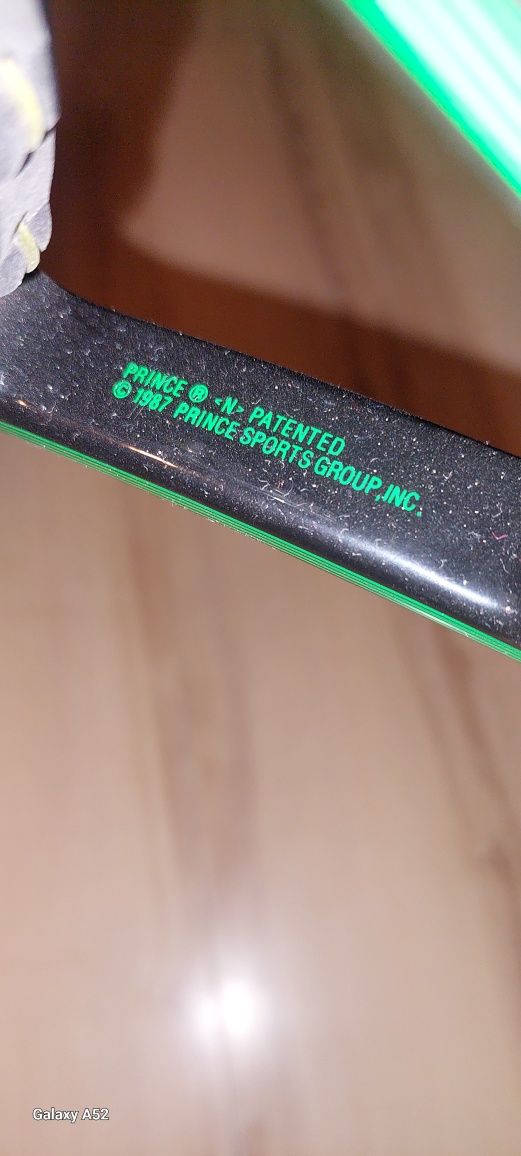 PRINCE ® <N> PATENTED
© 1987 PRINCE SPORTS GROUP, INC.
Galaxy A52